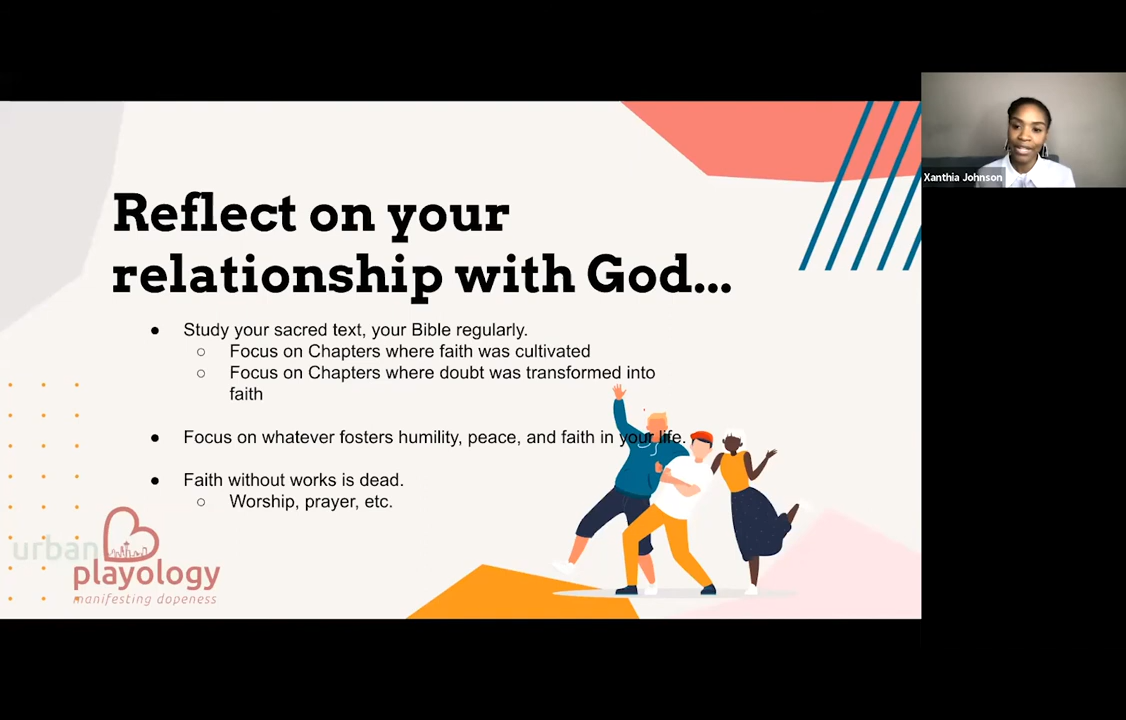 Reflect on your
relationship with God...
● Study your sacred text, your Bible regularly.
○ Focus on Chapters where faith was cultivated
○ Focus on Chapters where doubt was transformed into
faith
● Focus on whatever fosters humility, peace, and faith in your life.
● Faith without works is dead.
○ Worship, prayer, etc.
urban
playology
manifesting dopeness
Xanthia Johnson